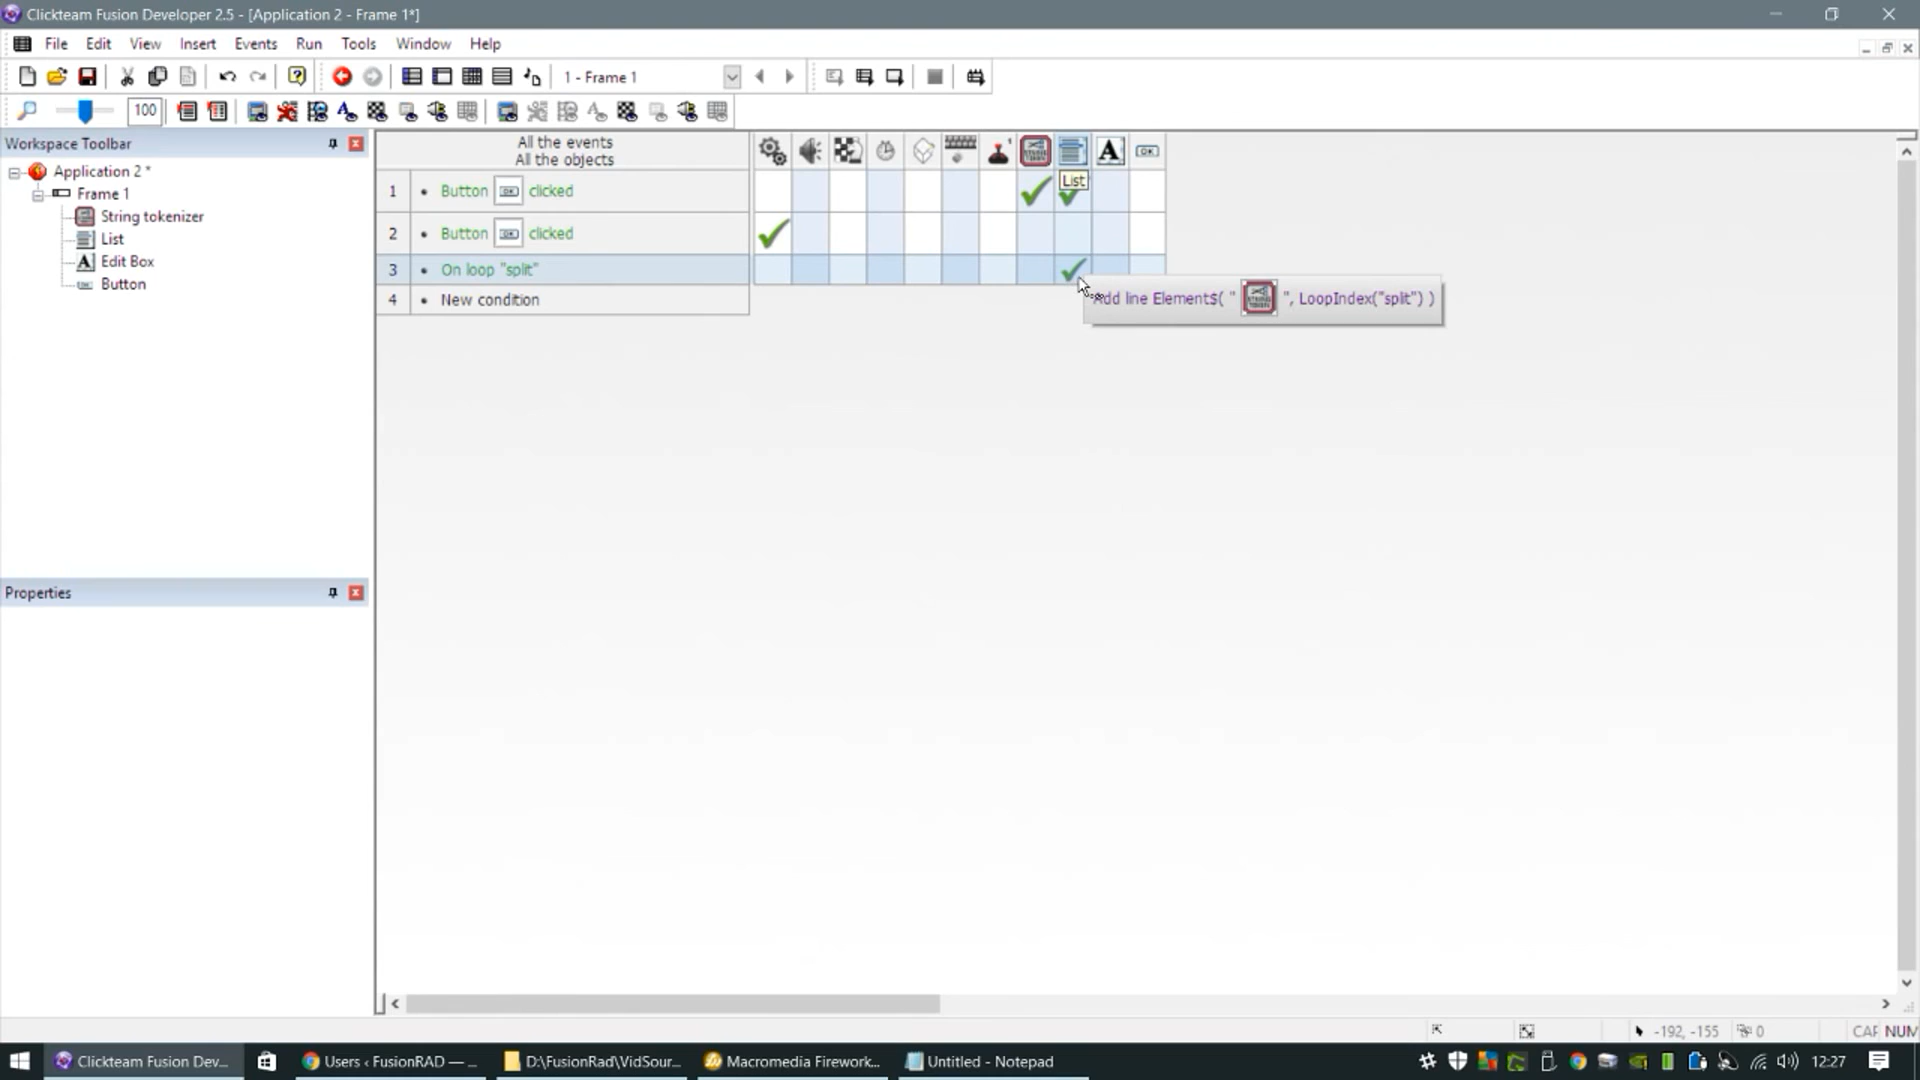 Clickteam Fusion Developer 2.5 - [Application 2 - Frame 1*]
File Edit View Insert Events Run Tools Window Help
1 - Frame 1
100
Workspace Toolbar
Application 2 *
Frame 1
String tokenizer
List
Edit Box
Button
Properties
All the events
All the objects
1 • Button OK clicked
List
2 • Button OK clicked
3 • On loop "split"
4 • New condition
Add line Element$( " ", LoopIndex("split") )
-192, -155
0
CAP NUM
Clickteam Fusion Dev...
Users ‹ FusionRAD — ...
D:\FusionRad\VidSour...
Macromedia Firework...
Untitled - Notepad
12:27